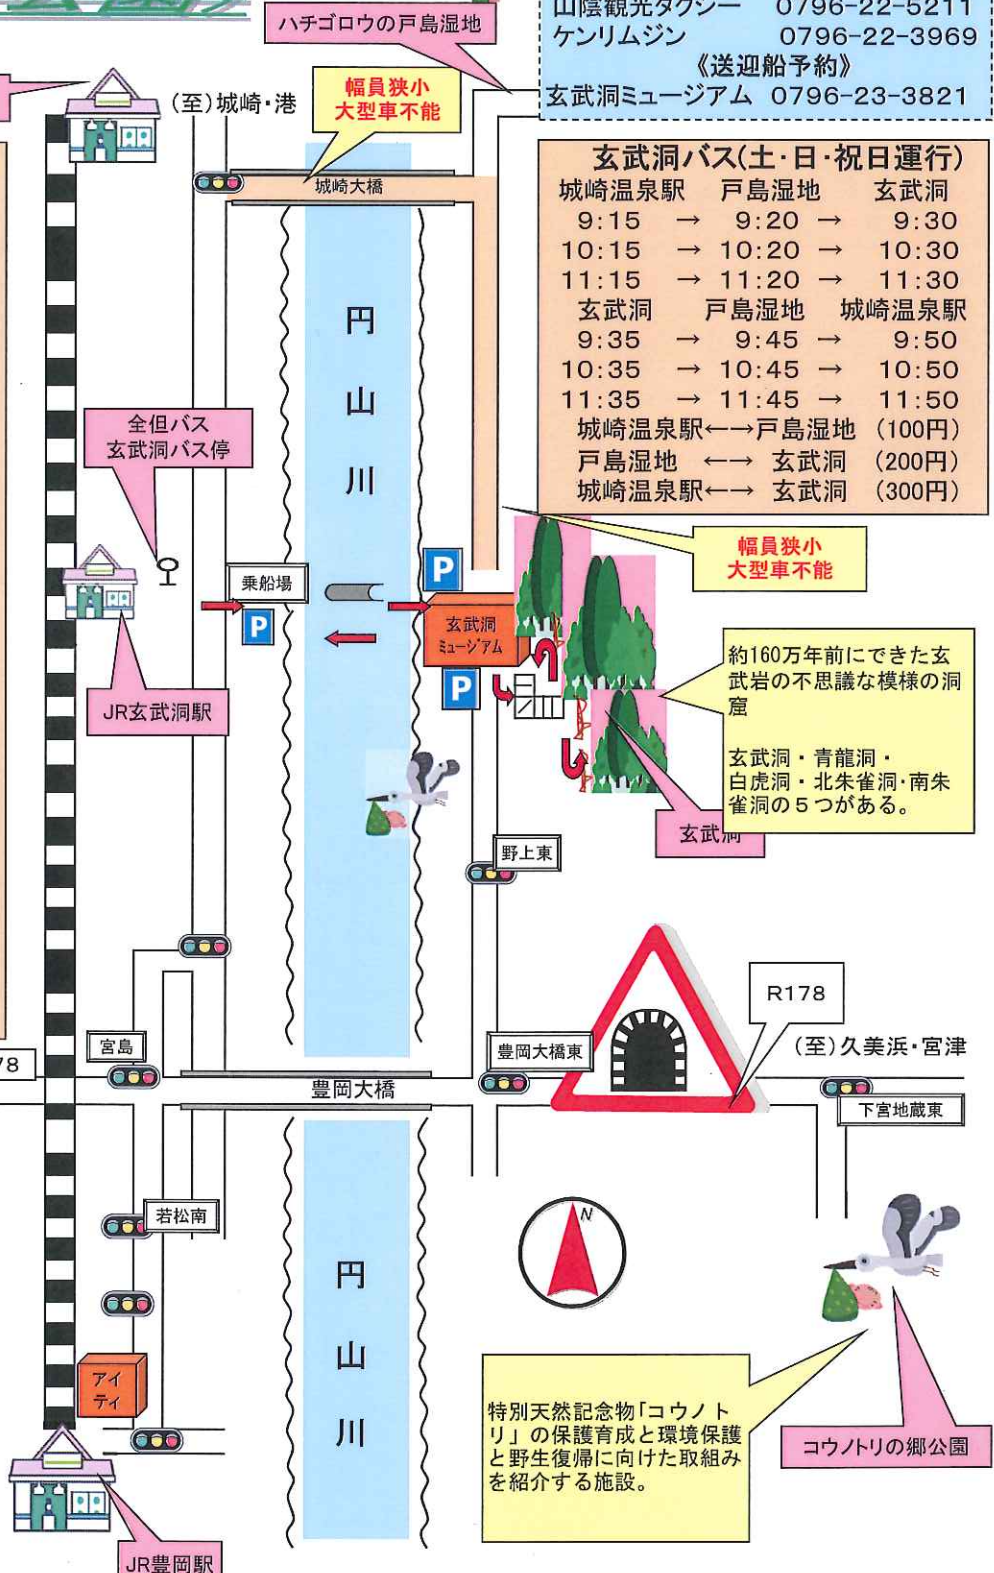 ハチゴロウの戸島湿地
山陰観光タクシー 0796-22-5211
ケンリムジン 0796-22-3969
《送迎船予約》
玄武洞ミュージアム 0796-23-3821
(至)城崎・港
幅員狭小
大型車不能
城崎大橋
玄武洞バス(土・日・祝日運行)
城崎温泉駅 戸島湿地 玄武洞
9:15 → 9:20 → 9:30
10:15 → 10:20 → 10:30
11:15 → 11:20 → 11:30
玄武洞 戸島湿地 城崎温泉駅
9:35 → 9:45 → 9:50
10:35 → 10:45 → 10:50
11:35 → 11:45 → 11:50
城崎温泉駅←→戸島湿地 (100円)
戸島湿地 ←→ 玄武洞 (200円)
城崎温泉駅←→ 玄武洞 (300円)
円山川
全但バス
玄武洞バス停
幅員狭小
大型車不能
乗船場
P
P
玄武洞
ミュージアム
P
JR玄武洞駅
約160万年前にできた玄
武岩の不思議な模様の洞
窟
玄武洞・青龍洞・
白虎洞・北朱雀洞・南朱
雀洞の5つがある。
玄武洞
野上東
R178
宮島
豊岡大橋東
(至)久美浜・宮津
78
豊岡大橋
下宮地蔵東
若松南
N
円山川
アイ
ティ
特別天然記念物「コウノト
リ」の保護育成と環境保護
と野生復帰に向けた取組み
を紹介する施設。
コウノトリの郷公園
JR豊岡駅